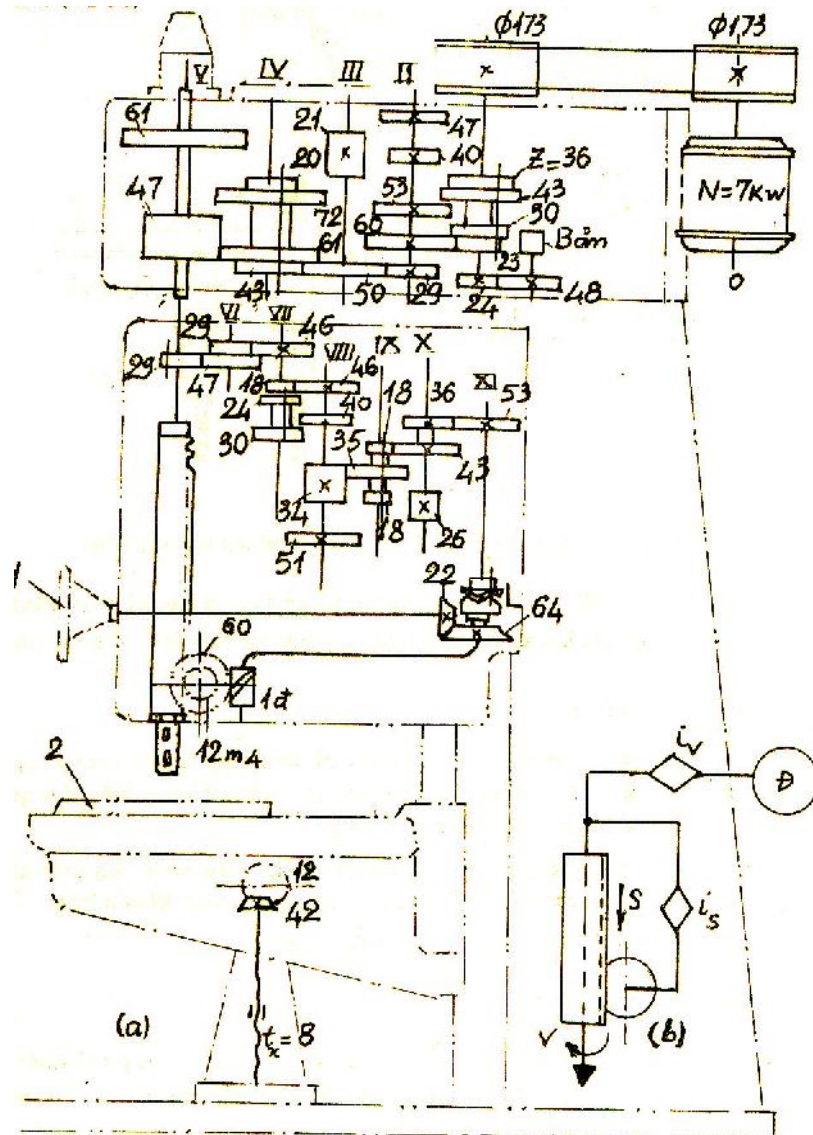 Φ173 Φ173
V IV III II
61
21
47
20
40
Z=36
47
53
43
N=7KW
72
30
60
Bơm
61
23
43
50
29
24
48
VI VII
29
46
VIII
IX X
29
46
18
36
XI
53
47
18
40
24
35
43
30
34
18
26
51
1
22
64
60
1đ
12m4
2
iv
Đ
12
S
is
42
(a)
tx=8
V
(b)